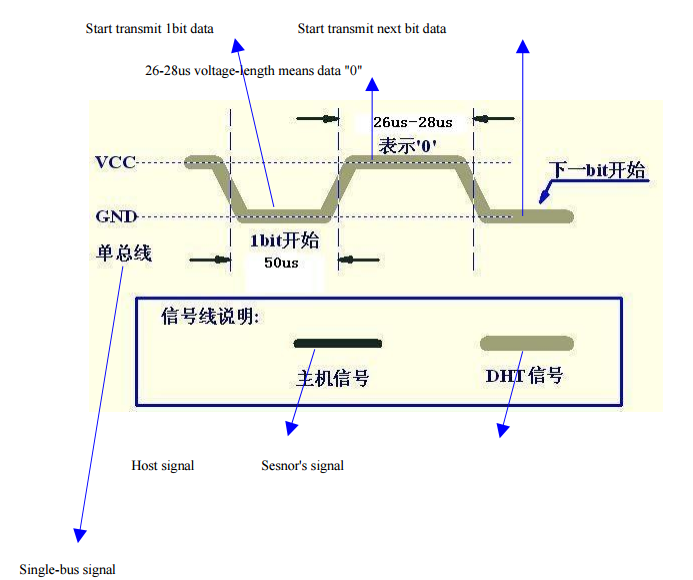 Start transmit 1bit data
Start transmit next bit data
26-28us voltage-length means data "0"
26us-28us
表示'0'
VCC
下一bit开始
GND
1bit开始
单总线
50us
信号线说明:
主机信号
DHT信号
Host signal
Sesnor's signal
Single-bus signal